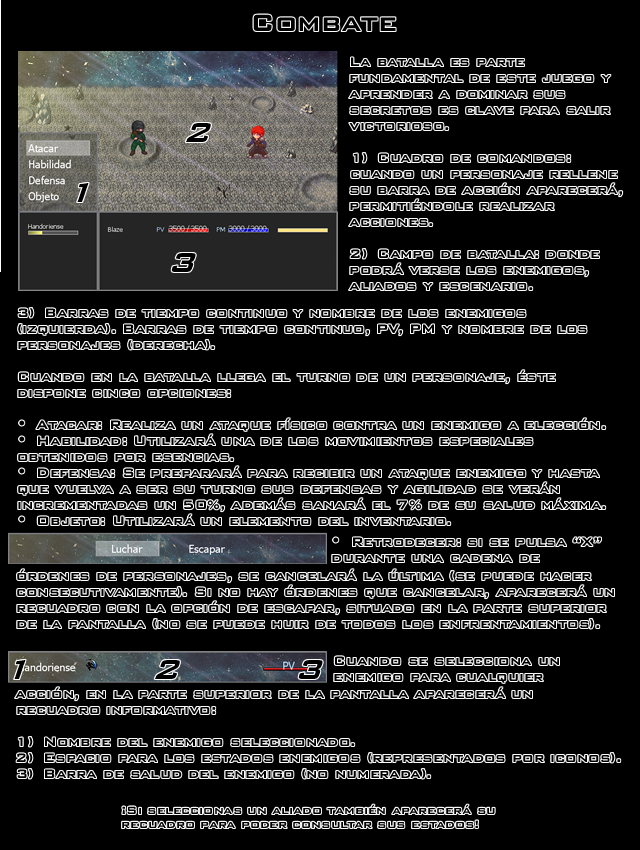 Combate
La batalla es parte
fundamental de este juego y
aprender a dominar sus
secretos es clave para salir
victorioso.
1) Cuadro de comandos:
cuando un personaje rellene
su barra de acción aparecerá,
permitiéndole realizar
acciones.
2) Campo de batalla: donde
podrá verse los enemigos,
aliados y escenario.
2
Atacar
Habilidad
Defensa
Objeto
1
Handoriense
Blaze PV 3500/3500 PM 3000/3000
3
3) Barras de tiempo continuo y nombre de los enemigos
(izquierda). Barras de tiempo continuo, PV, PM y nombre de los
personajes (derecha).
Cuando en la batalla llega el turno de un personaje, éste
dispone cinco opciones:
• Atacar: Realiza un ataque físico contra un enemigo a elección.
• Habilidad: Utilizará una de los movimientos especiales
obtenidos por esencias.
• Defensa: Se preparará para recibir un ataque enemigo y hasta
que vuelva a ser su turno sus defensas y agilidad se verán
incrementadas un 50%, además sanará el 7% de su salud máxima.
• Objeto: Utilizará un elemento del inventario.
Luchar Escapar
• Retrodecer: si se pulsa “X”
durante una cadena de
órdenes de personajes, se cancelará la última (se puede hacer
consecutivamente). Si no hay órdenes que cancelar, aparecerá un
recuadro con la opción de escapar, situado en la parte superior
de la pantalla (no se puede huir de todos los enfrentamientos).
1 andoriense 2 PV 3
Cuando se selecciona un
enemigo para cualquier
acción, en la parte superior de la pantalla aparecerá un
recuadro informativo:
1) Nombre del enemigo seleccionado.
2) Espacio para los estados enemigos (representados por iconos).
3) Barra de salud del enemigo (no numerada).
¡Si seleccionas un aliado también aparecerá su
recuadro para poder consultar sus estados!